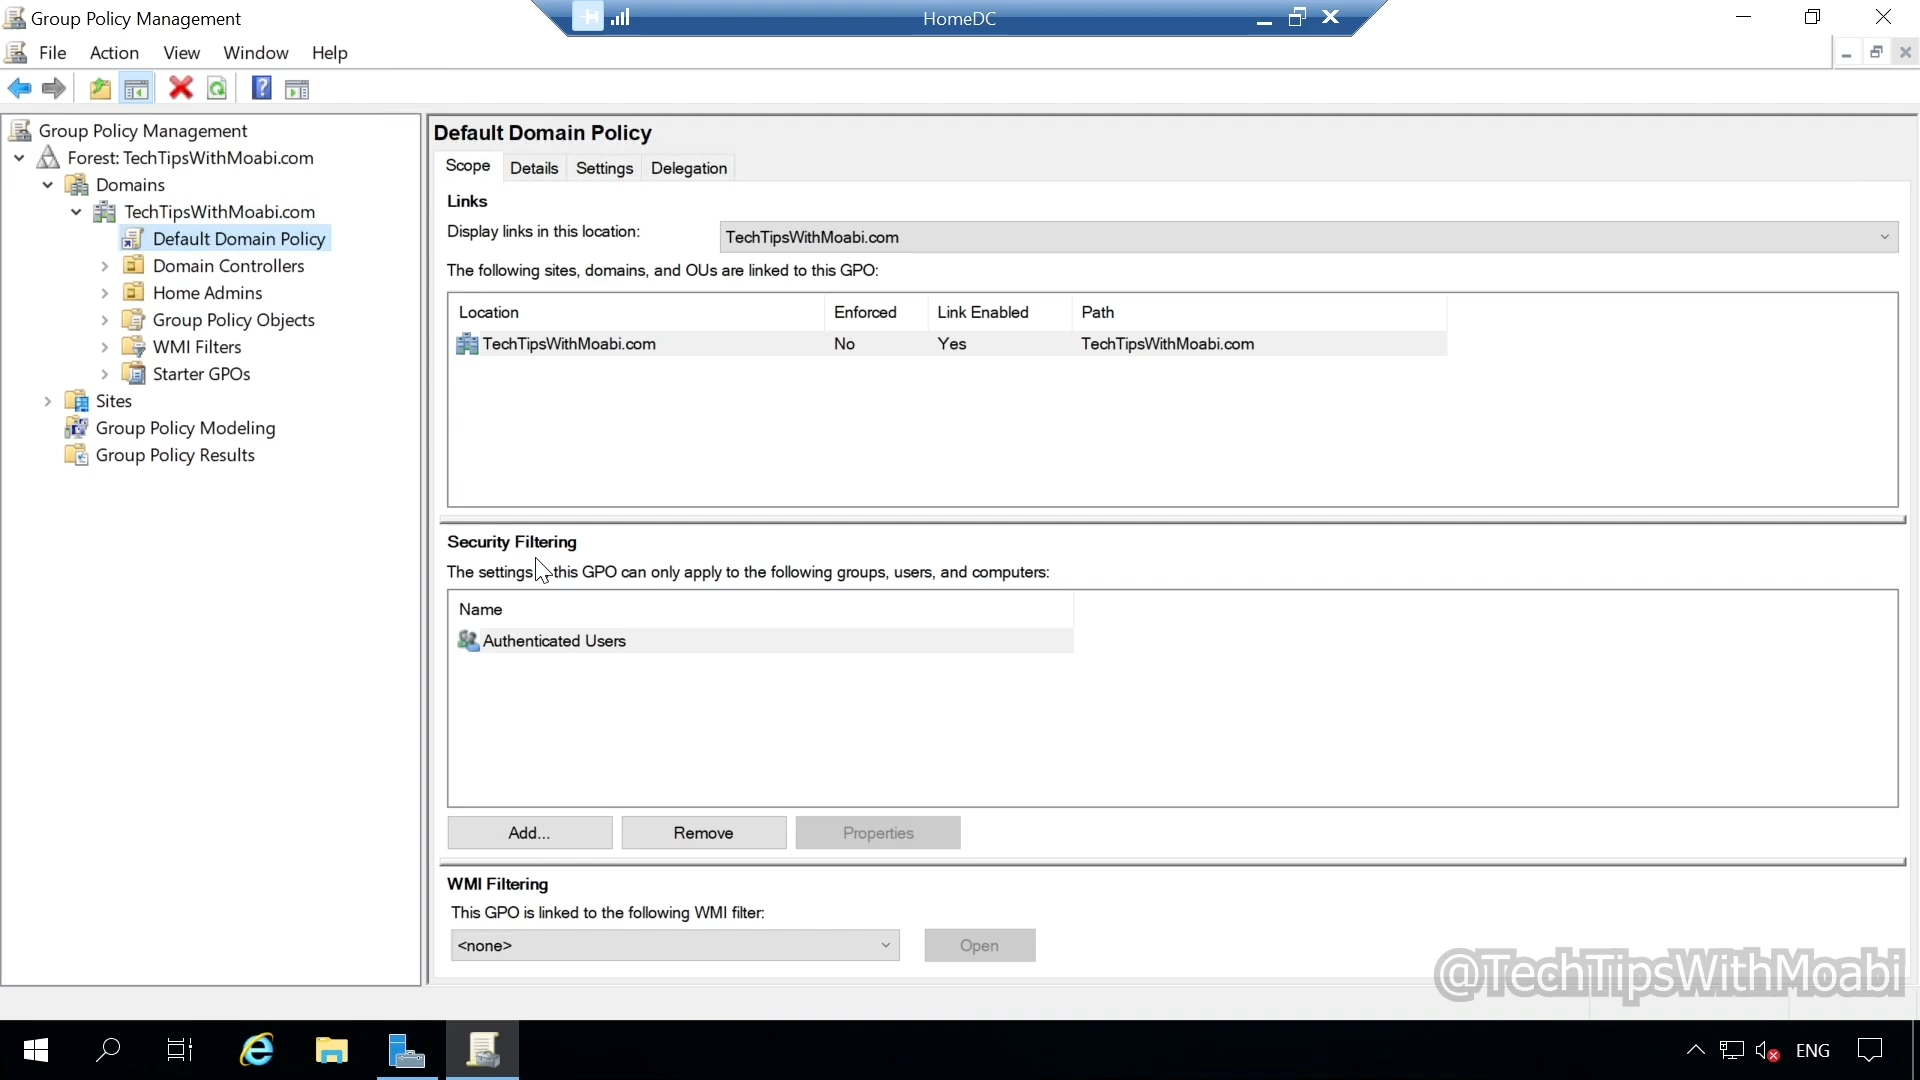 Group Policy Management
HomeDC
File Action View Window Help
Group Policy Management
Forest: TechTipsWithMoabi.com
Domains
TechTipsWithMoabi.com
Default Domain Policy
Domain Controllers
Home Admins
Group Policy Objects
WMI Filters
Starter GPOs
Sites
Group Policy Modeling
Group Policy Results
Default Domain Policy
Scope Details Settings Delegation
Links
Display links in this location: TechTipsWithMoabi.com
The following sites, domains, and OUs are linked to this GPO:
Location Enforced Link Enabled Path
TechTipsWithMoabi.com No Yes TechTipsWithMoabi.com
Security Filtering
The settings this GPO can only apply to the following groups, users, and computers:
Name
Authenticated Users
Add... Remove Properties
WMI Filtering
This GPO is linked to the following WMI filter:
<none> Open
@TechTipsWithMoabi
ENG